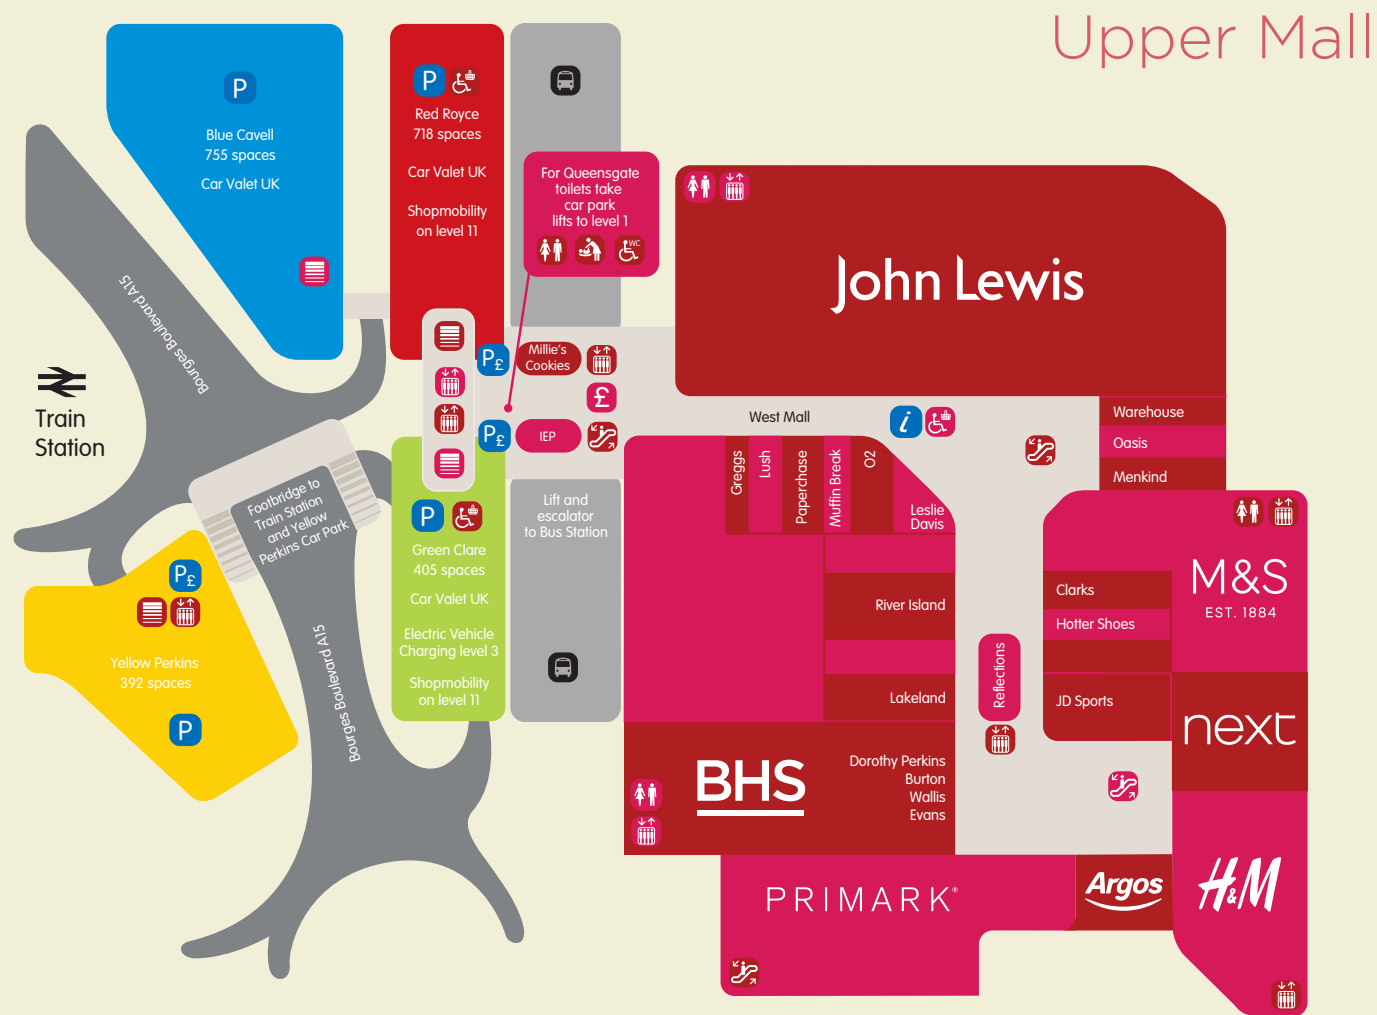 Upper Mall
P
Blue Cavell
755 spaces
Car Valet UK
P
Red Royce
718 spaces
Car Valet UK
Shopmobility
on level 11
For Queensgate
toilets take
car park
lifts to level 1
WC
John Lewis
Bourges Boulevard A15
Train
Station
P£
Millie's
Cookies
£
P£
IEP
West Mall
i
Warehouse
Oasis
Menkind
Greggs
Lush
Paperchase
Muffin Break
O2
Leslie
Davis
Footbridge to
Train Station
and Yellow
Perkins Car Park
P
Green Clare
405 spaces
Car Valet UK
Electric Vehicle
Charging level 3
Shopmobility
on level 11
Lift and
escalator
to Bus Station
P£
Yellow Perkins
392 spaces
P
Bourges Boulevard A15
River Island
Lakeland
Reflections
Clarks
Hotter Shoes
JD Sports
M&S
EST. 1884
next
BHS
Dorothy Perkins
Burton
Wallis
Evans
PRIMARK®
Argos
H&M